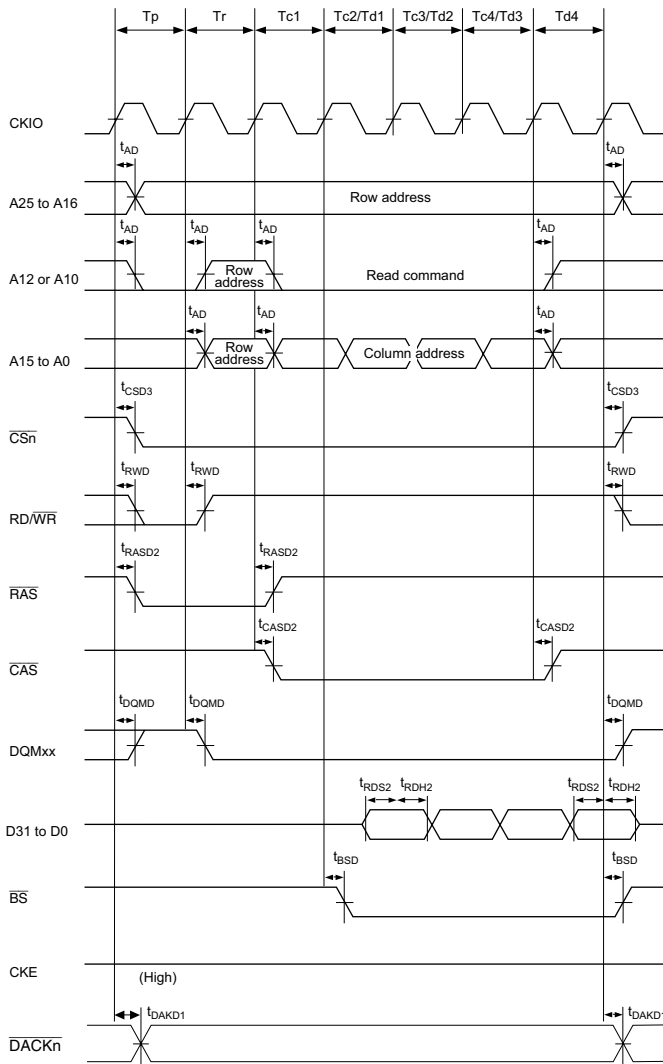 Tp Tr Tc1 Tc2/Td1 Tc3/Td2 Tc4/Td3 Td4
CKIO
tAD tAD
A25 to A16 Row address
tAD tAD tAD tAD
A12 or A10 Row address Read command
tAD tAD tAD
A15 to A0 Row address Column address
tCSD3 tCSD3
CSn
tRWD tRWD tRWD
RD/WR
tRASD2 tRASD2
RAS
tCASD2 tCASD2
CAS
tDQMD tDQMD tDQMD
DQMxx
tRDS2 tRDH2 tRDS2 tRDH2
D31 to D0
tBSD tBSD
BS
CKE
(High)
tDAKD1 tDAKD1
DACKn